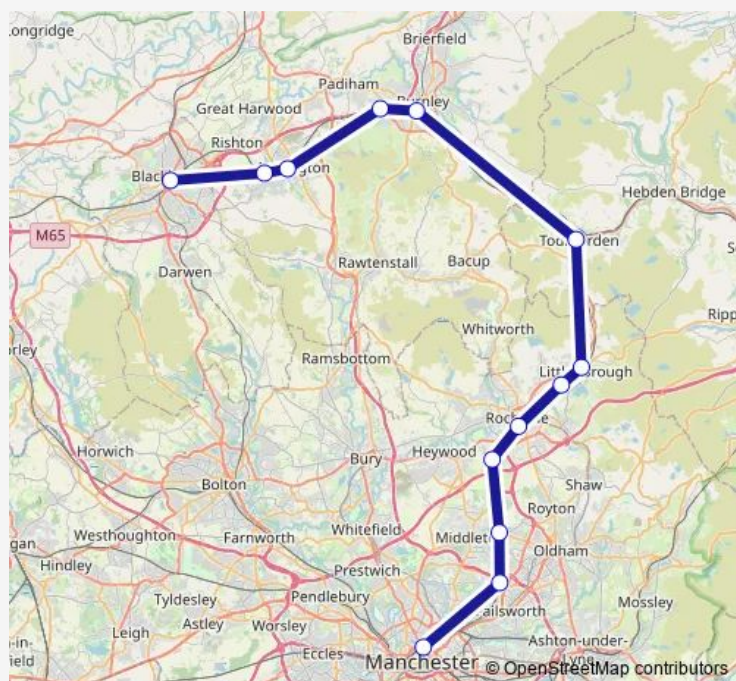 Longridge
Brierfield
Padiham
Burnley
Great Harwood
Rishton
Hebden Bridge
M65
Rawtenstall
Bacup
Darwen
Whitworth
Ramsbottom
Heywood
Horwich
Bury
Bolton
Shaw
Royton
Whitefield
Westhoughton
Farnworth
Oldham
Hindley
Prestwich
Pendlebury
Tyldesley
Mossley
Astley
Worsley
Leigh
Eccles
Ashton-under-
Lyne
Manchester
© OpenStreetMap contributors